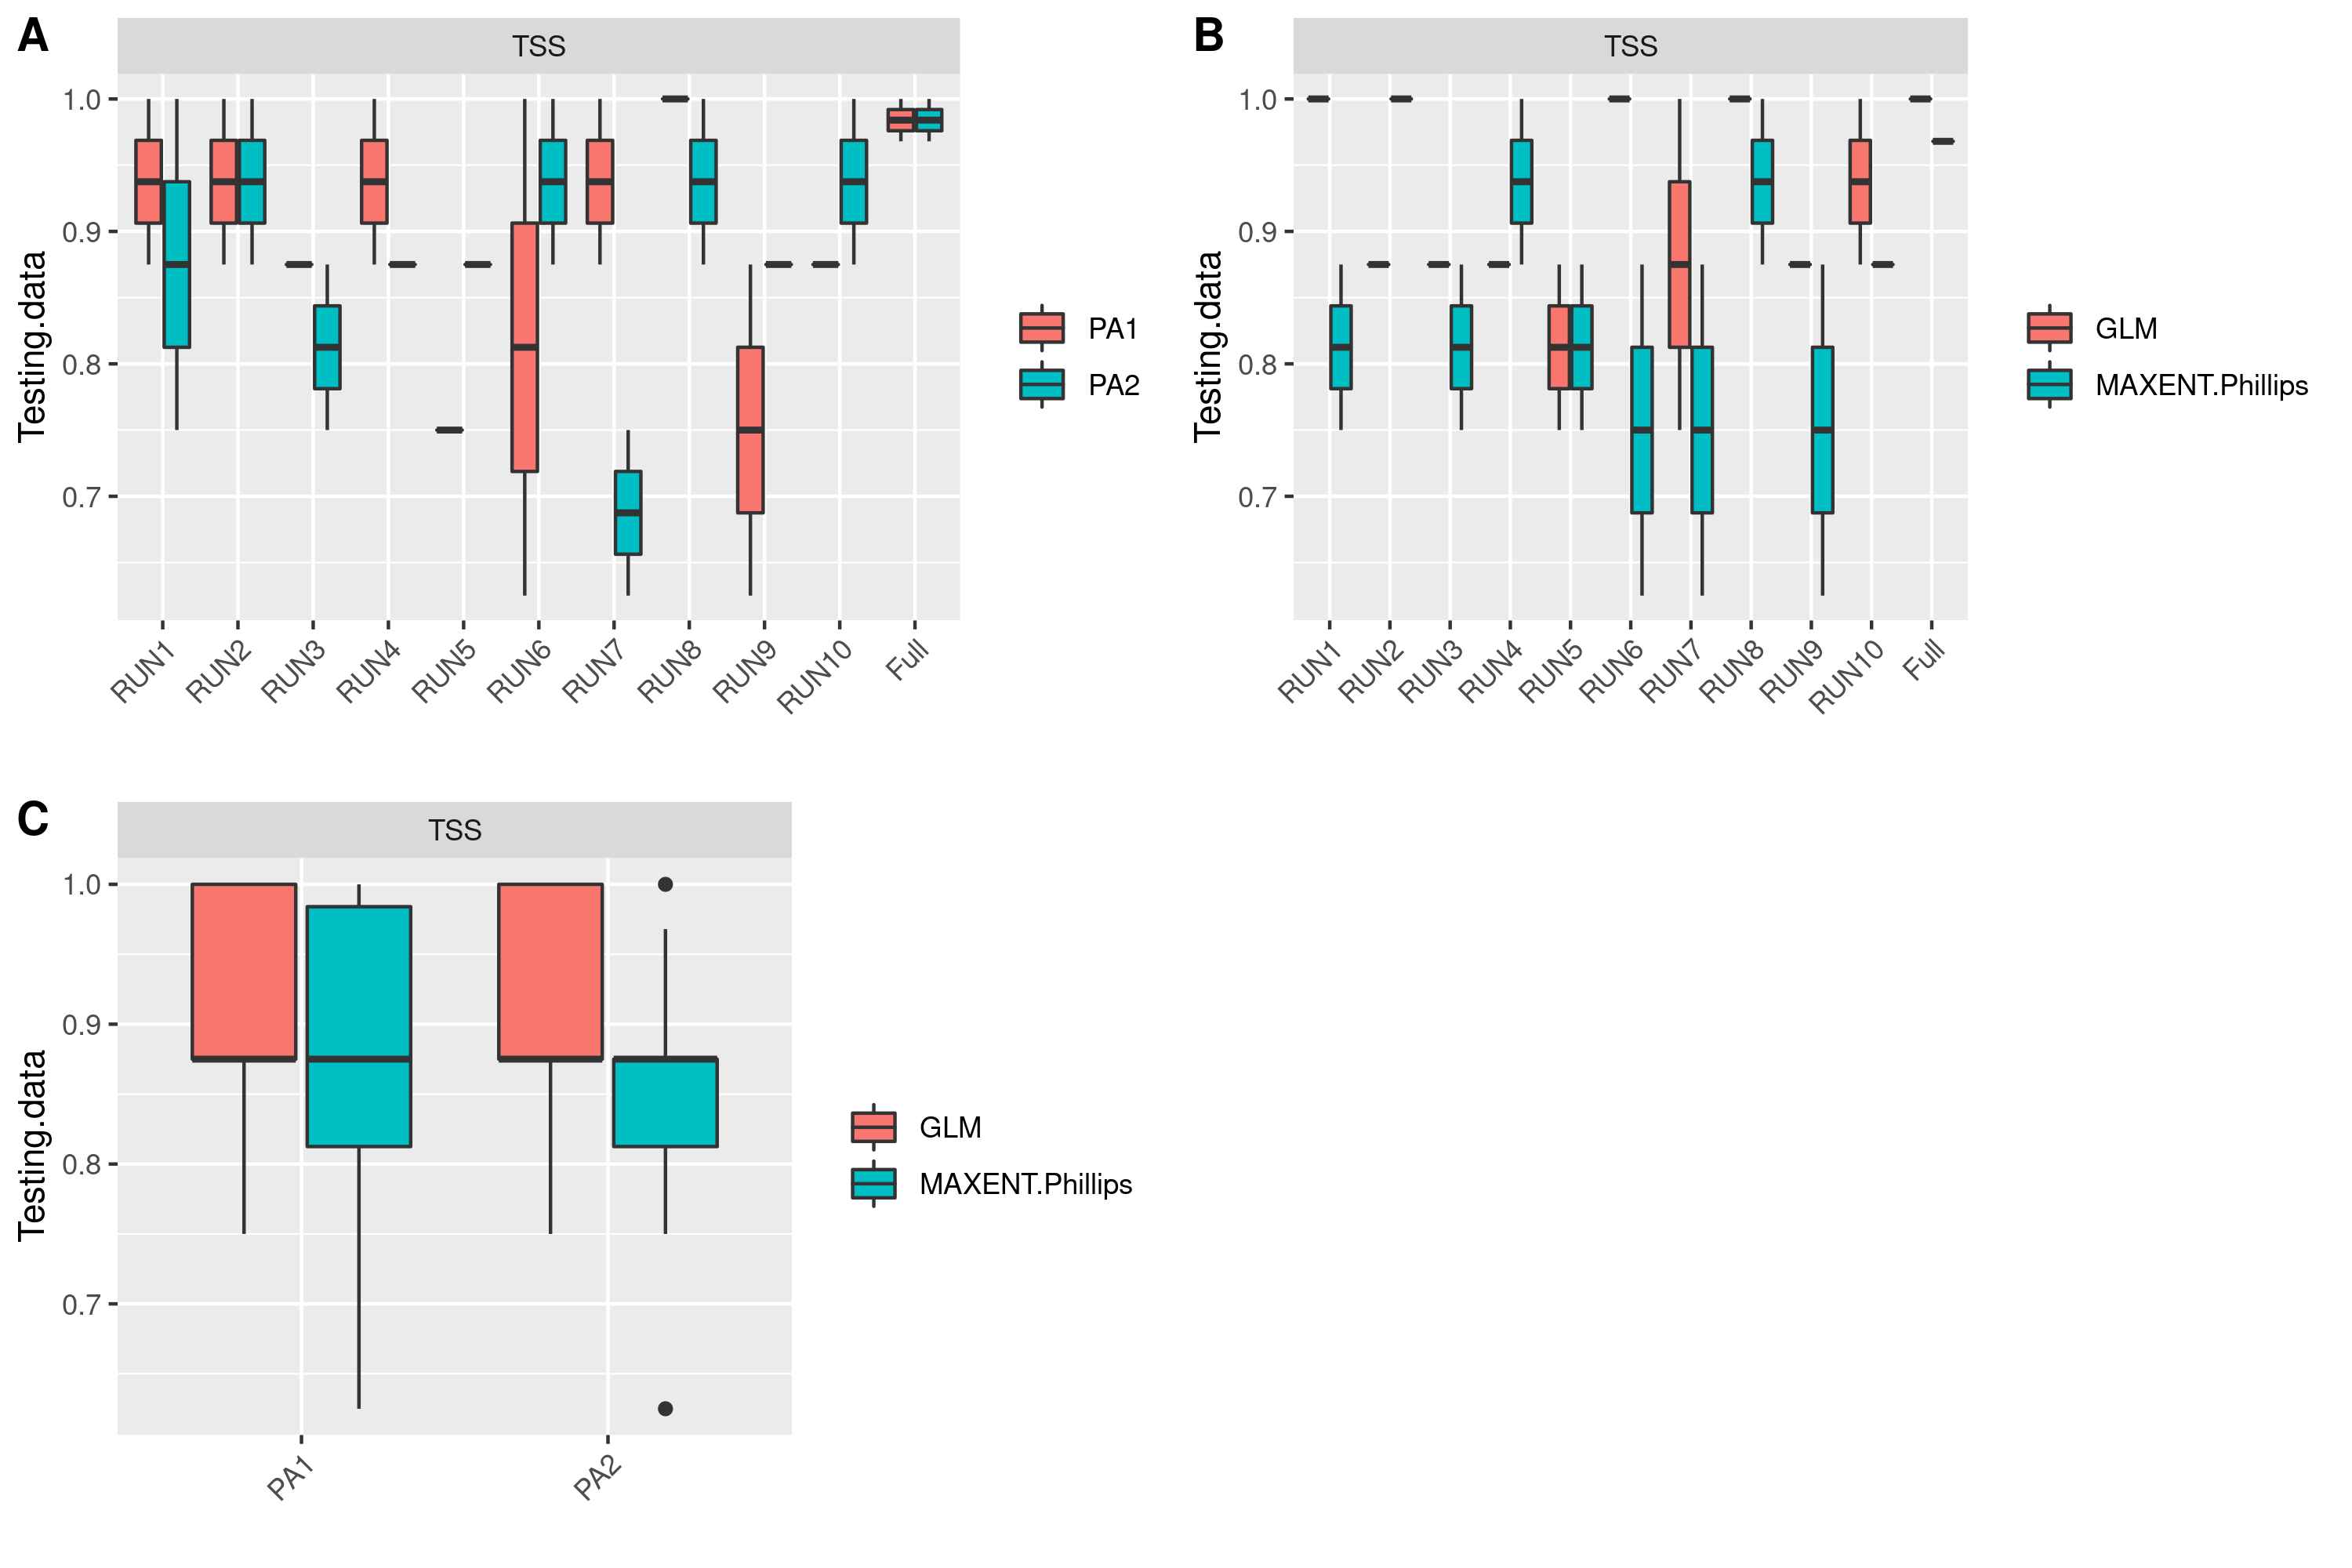 A
TSS
Testing.data
1.0
0.9
0.8
0.7
RUN1
RUN2
RUN3
RUN4
RUN5
RUN6
RUN7
RUN8
RUN9
RUN10
Full
PA1
PA2
B
TSS
Testing.data
1.0
0.9
0.8
0.7
RUN1
RUN2
RUN3
RUN4
RUN5
RUN6
RUN7
RUN8
RUN9
RUN10
Full
GLM
MAXENT.Phillips
C
TSS
Testing.data
1.0
0.9
0.8
0.7
PA1
PA2
GLM
MAXENT.Phillips